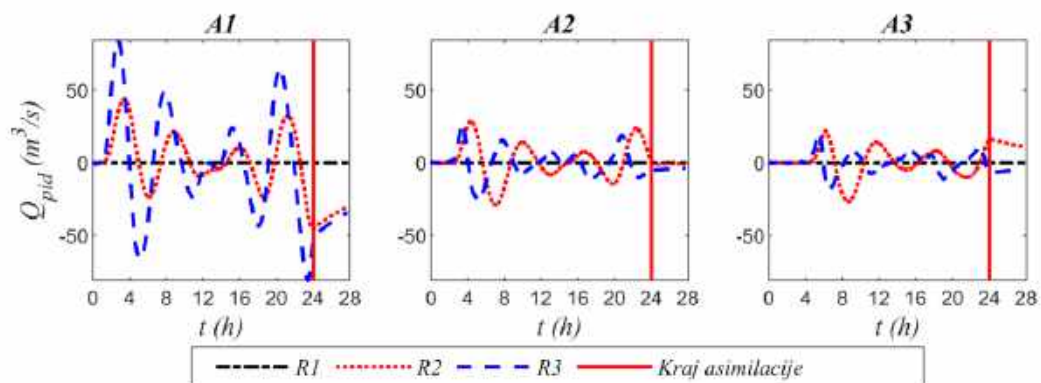 A1 A2 A3
Q_pid (m³/s)
50 50 50
0 0 0
-50 -50 -50
0 4 8 12 16 20 24 28 0 4 8 12 16 20 24 28 0 4 8 12 16 20 24 28
t (h) t (h) t (h)
R1 R2 R3 Kraj asimilacije